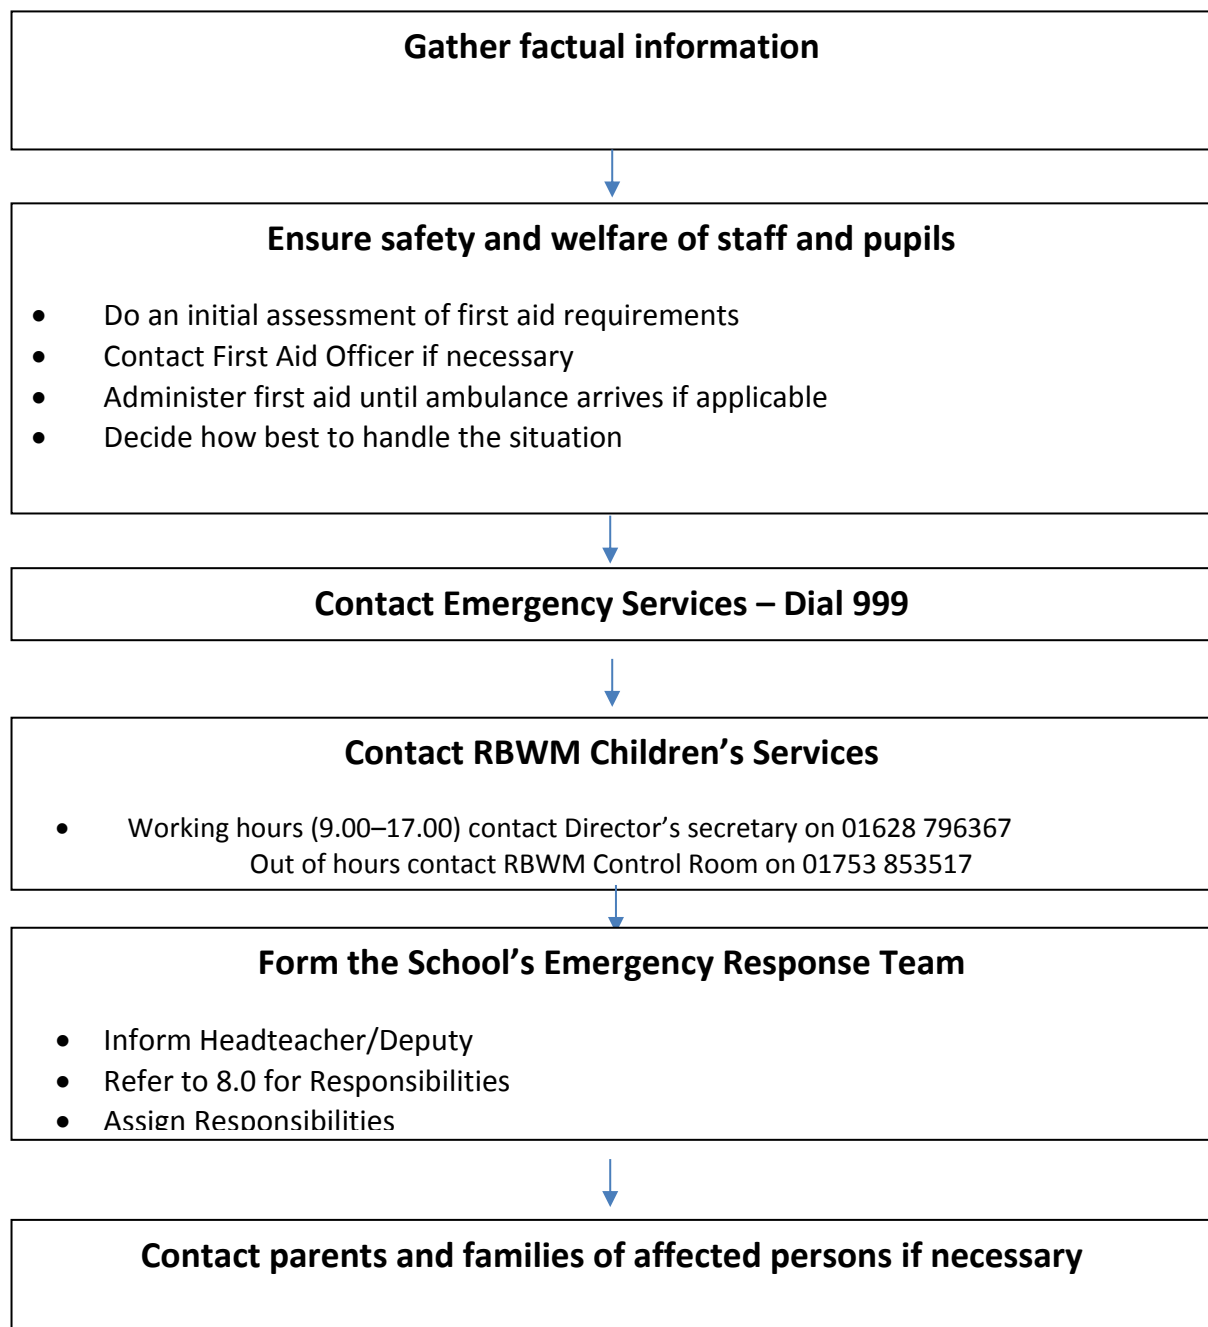 Gather factual information
Ensure safety and welfare of staff and pupils
• Do an initial assessment of first aid requirements
• Contact First Aid Officer if necessary
• Administer first aid until ambulance arrives if applicable
• Decide how best to handle the situation
Contact Emergency Services – Dial 999
Contact RBWM Children’s Services
• Working hours (9.00–17.00) contact Director’s secretary on 01628 796367
Out of hours contact RBWM Control Room on 01753 853517
Form the School’s Emergency Response Team
• Inform Headteacher/Deputy
• Refer to 8.0 for Responsibilities
• Assign Responsibilities
Contact parents and families of affected persons if necessary